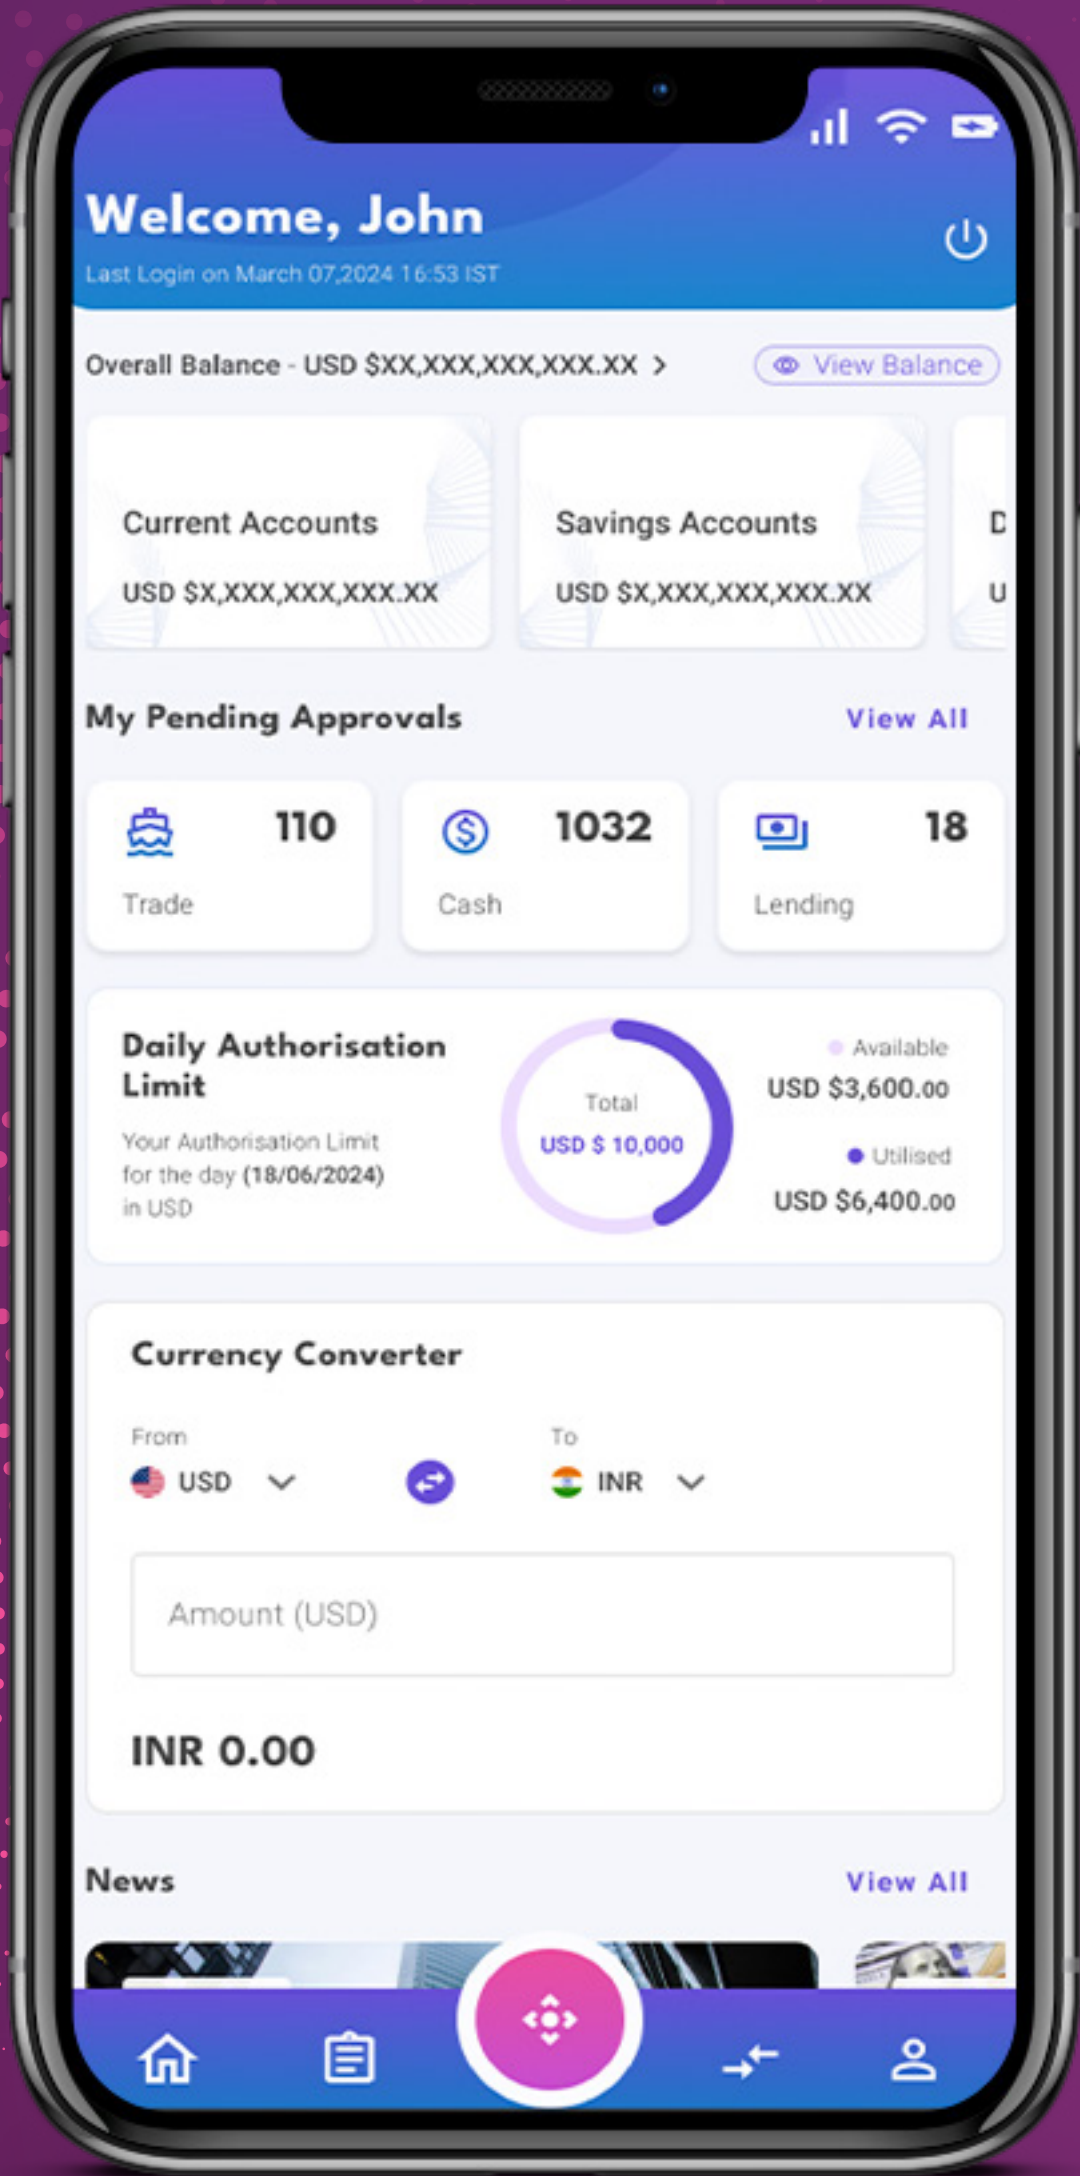 Welcome, John
Last Login on March 07,2024 16:53 IST
Overall Balance - USD $XX,XXX,XXX,XXX.XX >
View Balance
Current Accounts
USD $X,XXX,XXX,XXX.XX
Savings Accounts
USD $X,XXX,XXX,XXX.XX
D
U
My Pending Approvals
View All
110
Trade
1032
Cash
18
Lending
Daily Authorisation
Limit
Your Authorisation Limit
for the day (18/06/2024)
in USD
Total
USD $ 10,000
Available
USD $3,600.00
Utilised
USD $6,400.00
Currency Converter
From
USD
To
INR
Amount (USD)
INR 0.00
News
View All